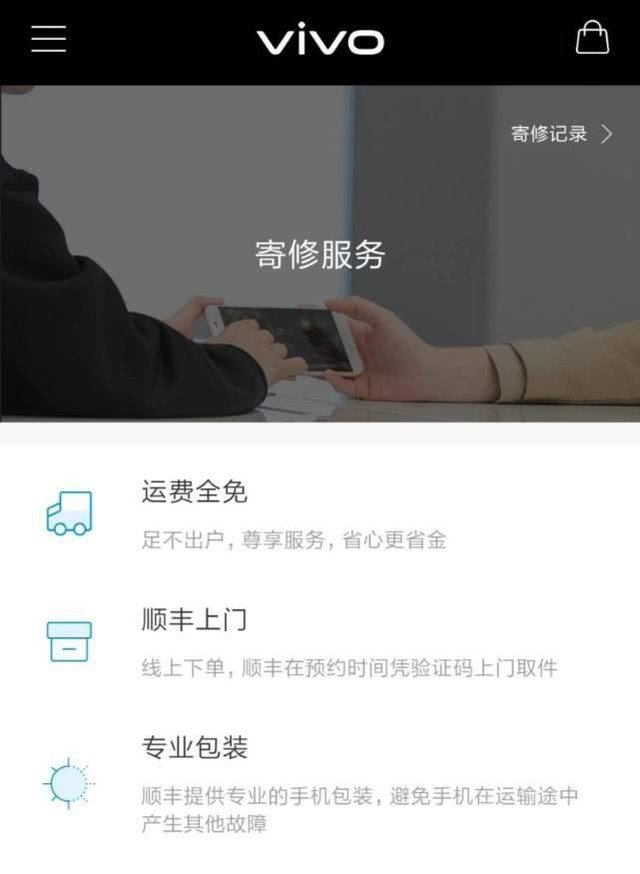 vivo
寄修记录
寄修服务
运费全免
足不出户，尊享服务，省心更省金
顺丰上门
线上下单，顺丰在预约时间凭验证码上门取件
专业包装
顺丰提供专业的手机包装，避免手机在运输途中
产生其他故障